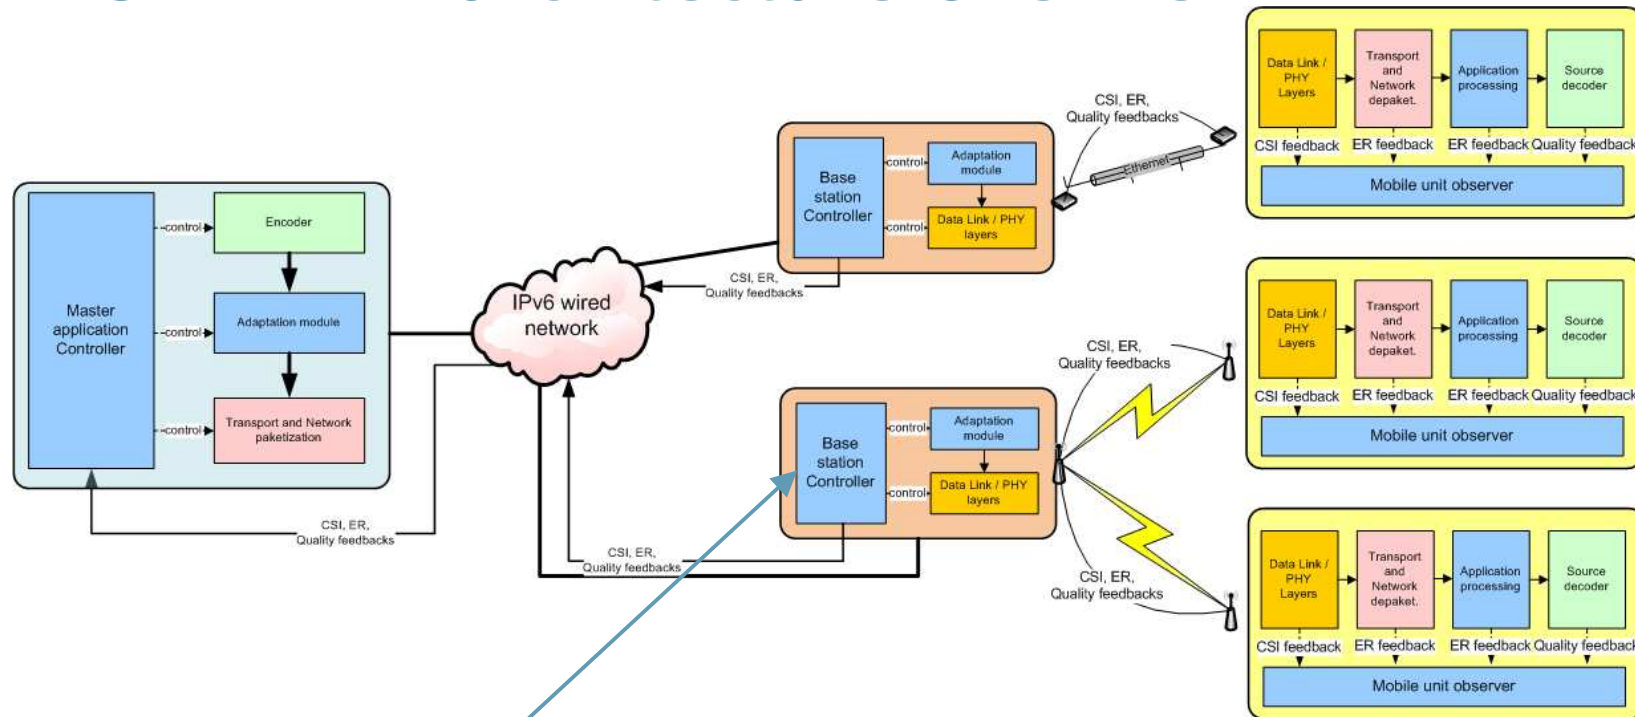 Master
application
Controller
control
control
control
Encoder
Adaptation module
Transport and Network
paketization
CSI, ER,
Quality feedbacks
IPv6 wired
network
CSI, ER,
Quality feedbacks
CSI, ER,
Quality feedbacks
Base
station
Controller
control
control
Adaptation
module
Data Link / PHY
layers
CSI, ER,
Quality feedbacks
Ethernet
Base
station
Controller
control
control
Adaptation
module
Data Link / PHY
layers
CSI, ER,
Quality feedbacks
CSI, ER,
Quality feedbacks
Data Link /
PHY
Layers
Transport
and
Network
depaket.
Application
processing
Source
decoder
CSI feedback
ER feedback
ER feedback
Quality feedback
Mobile unit observer
Data Link /
PHY
Layers
Transport
and
Network
depaket.
Application
processing
Source
decoder
CSI feedback
ER feedback
ER feedback
Quality feedback
Mobile unit observer
Data Link /
PHY
Layers
Transport
and
Network
depaket.
Application
processing
Source
decoder
CSI feedback
ER feedback
ER feedback
Quality feedback
Mobile unit observer